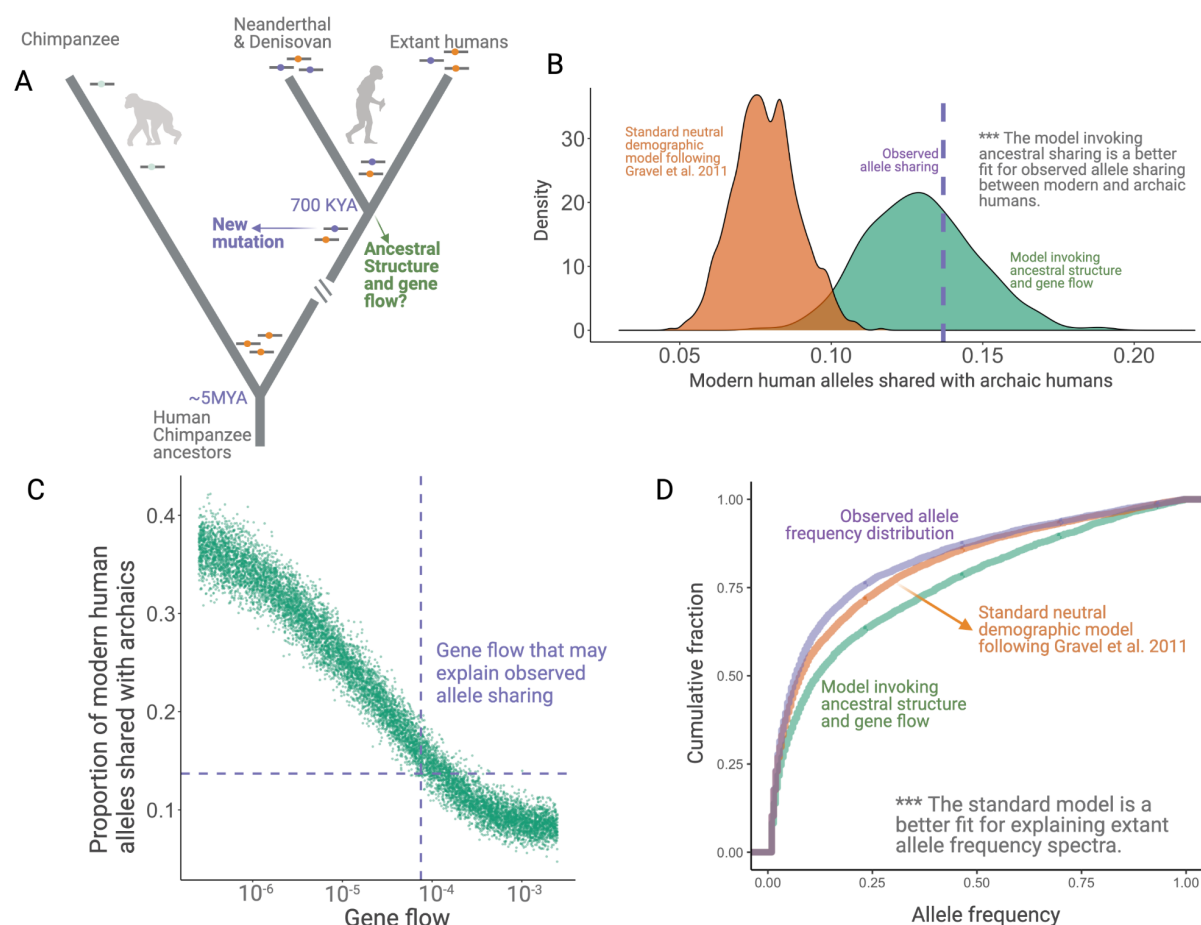 A
Chimpanzee
Neanderthal
& Denisovan
Extant humans
700 KYA
New
mutation
Ancestral
Structure
and gene
flow?
~5MYA
Human
Chimpanzee
ancestors
B
Density
30
20
10
0
Standard neutral
demographic
model following
Gravel et al. 2011
Observed
allele sharing
*** The model invoking
ancestral sharing is a better
fit for observed allele sharing
between modern and archaic
humans.
Model invoking
ancestral structure
and gene flow
0.05
0.10
0.15
0.20
Modern human alleles shared with archaic humans
C
Proportion of modern human
alleles shared with archaics
0.4
0.3
0.2
0.1
Gene flow that may
explain observed
allele sharing
10⁻⁶
10⁻⁵
10⁻⁴
10⁻³
Gene flow
D
Cumulative fraction
1.00
0.75
0.50
0.25
0.00
Observed allele
frequency distribution
Standard neutral
demographic model
following Gravel et al. 2011
Model invoking
ancestral structure
and gene flow
*** The standard model is a
better fit for explaining extant
allele frequency spectra.
0.00
0.25
0.50
0.75
1.00
Allele frequency